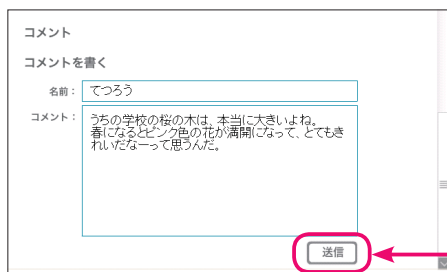 コメント
コメントを書く
名前：
てつろう
コメント：
うちの学校の桜の木は、本当に大きいよね。
春になるとピンク色の花が満開になって、とてもき
れいだなーって思うんだ。
送信